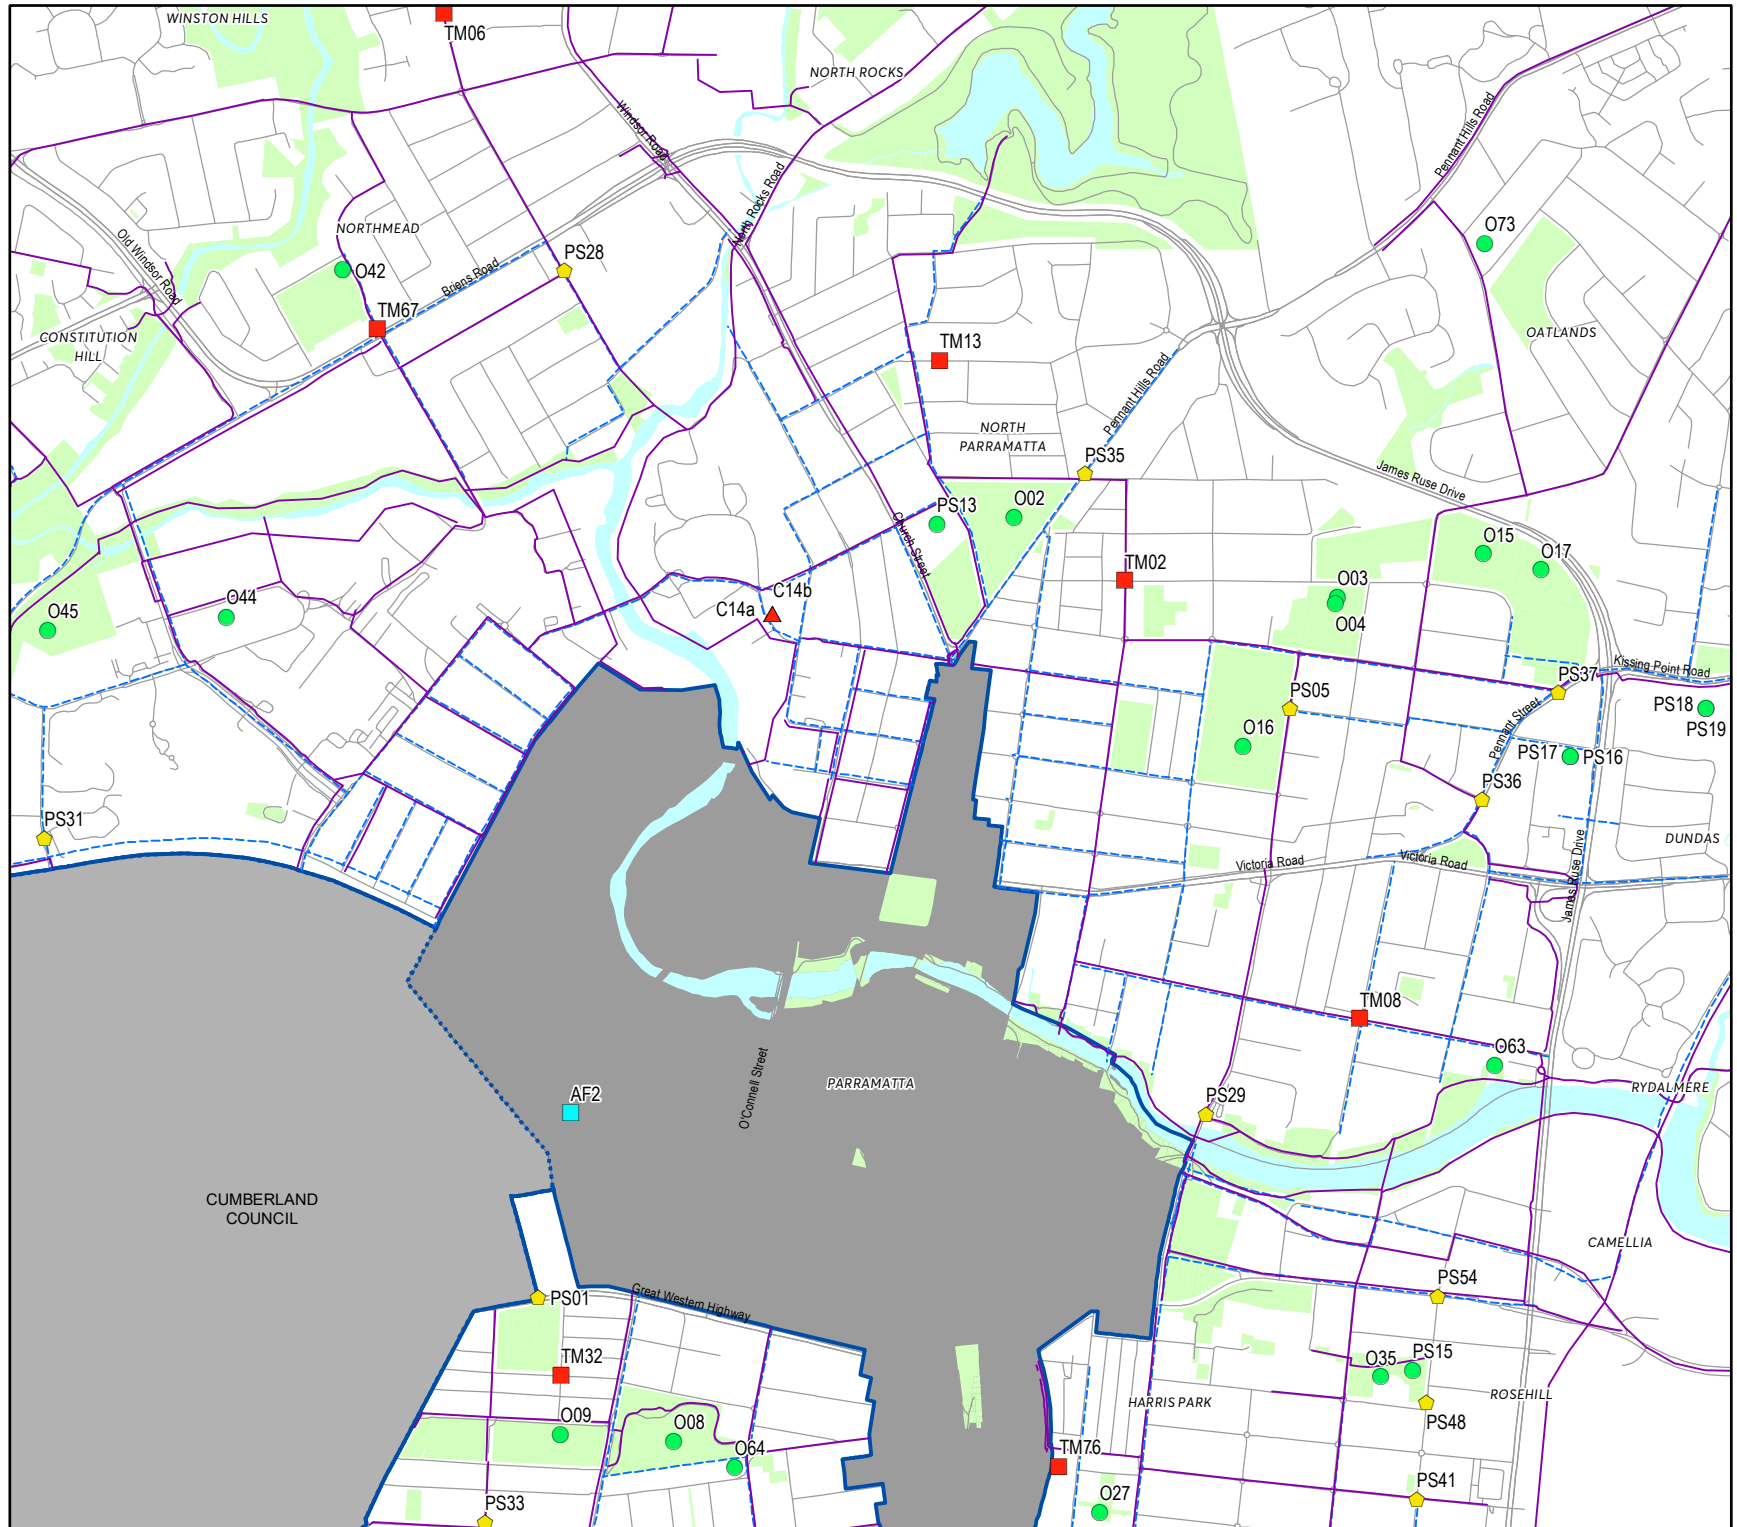 WINSTON HILLS
TM06
NORTH ROCKS
Windsor Road
Pennant Hills Road
North Rocks Road
NORTHMEAD
O73
Old Windsor Road
PS28
O42
Briens Road
TM67
CONSTITUTION
HILL
TM13
OATLANDS
Pennant Hills Road
NORTH
PARRAMATTA
PS35
James Ruse Drive
PS13
O02
Church Street
O15
O17
TM02
O03
O04
C14b
C14a
O44
O45
Kissing Point Road
PS37
PS05
PS18
PS19
Pennant Street
O16
PS17
PS16
PS36
PS31
DUNDAS
Victoria Road
Victoria Road
James Ruse Drive
TM08
O63
O'Connell Street
PARRAMATTA
RYDALMERE
AF2
PS29
CUMBERLAND
COUNCIL
CAMELLIA
PS54
PS01
Great Western Highway
TM32
O35
PS15
ROSEHILL
HARRIS PARK
PS48
O09
O08
O64
TM76
PS41
O27
PS33